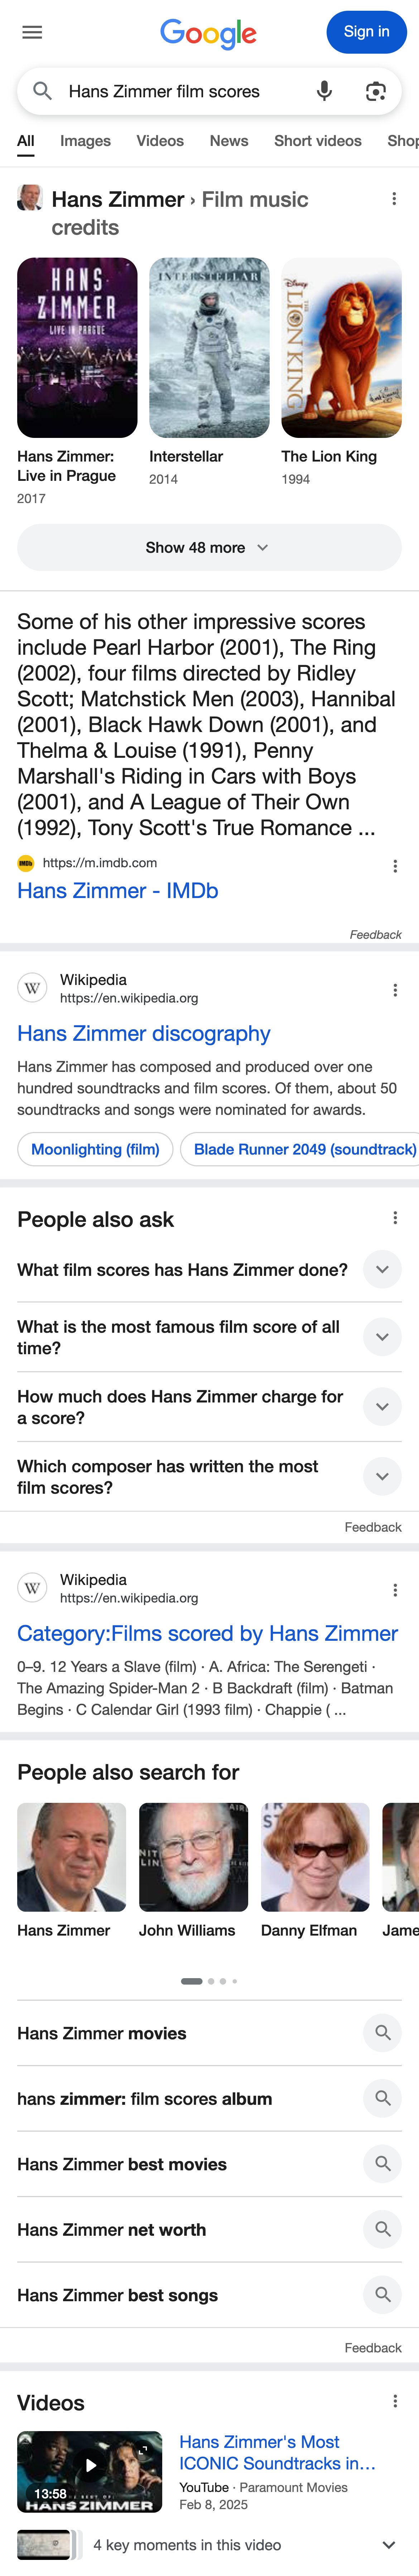 Google
Sign in
Hans Zimmer film scores
All Images Videos News Short videos Shop
Hans Zimmer › Film music
credits
HANS
ZIMMER
LIVE IN PRAGUE
INTERSTELLAR
Disney
THE
LION KING
Hans Zimmer:
Live in Prague
2017
Interstellar
2014
The Lion King
1994
Show 48 more
Some of his other impressive scores
include Pearl Harbor (2001), The Ring
(2002), four films directed by Ridley
Scott; Matchstick Men (2003), Hannibal
(2001), Black Hawk Down (2001), and
Thelma & Louise (1991), Penny
Marshall's Riding in Cars with Boys
(2001), and A League of Their Own
(1992), Tony Scott's True Romance ...
IMDb
https://m.imdb.com
Hans Zimmer - IMDb
Feedback
W
Wikipedia
https://en.wikipedia.org
Hans Zimmer discography
Hans Zimmer has composed and produced over one
hundred soundtracks and film scores. Of them, about 50
soundtracks and songs were nominated for awards.
Moonlighting (film)
Blade Runner 2049 (soundtrack)
People also ask
What film scores has Hans Zimmer done?
What is the most famous film score of all
time?
How much does Hans Zimmer charge for
a score?
Which composer has written the most
film scores?
Feedback
W
Wikipedia
https://en.wikipedia.org
Category:Films scored by Hans Zimmer
0–9. 12 Years a Slave (film) · A. Africa: The Serengeti ·
The Amazing Spider-Man 2 · B Backdraft (film) · Batman
Begins · C Calendar Girl (1993 film) · Chappie ( ...
People also search for
Hans Zimmer
John Williams
Danny Elfman
Jame
Hans Zimmer movies
hans zimmer: film scores album
Hans Zimmer best movies
Hans Zimmer net worth
Hans Zimmer best songs
Feedback
Videos
13:58
HANS ZIMMER
Hans Zimmer's Most
ICONIC Soundtracks in...
YouTube · Paramount Movies
Feb 8, 2025
4 key moments in this video